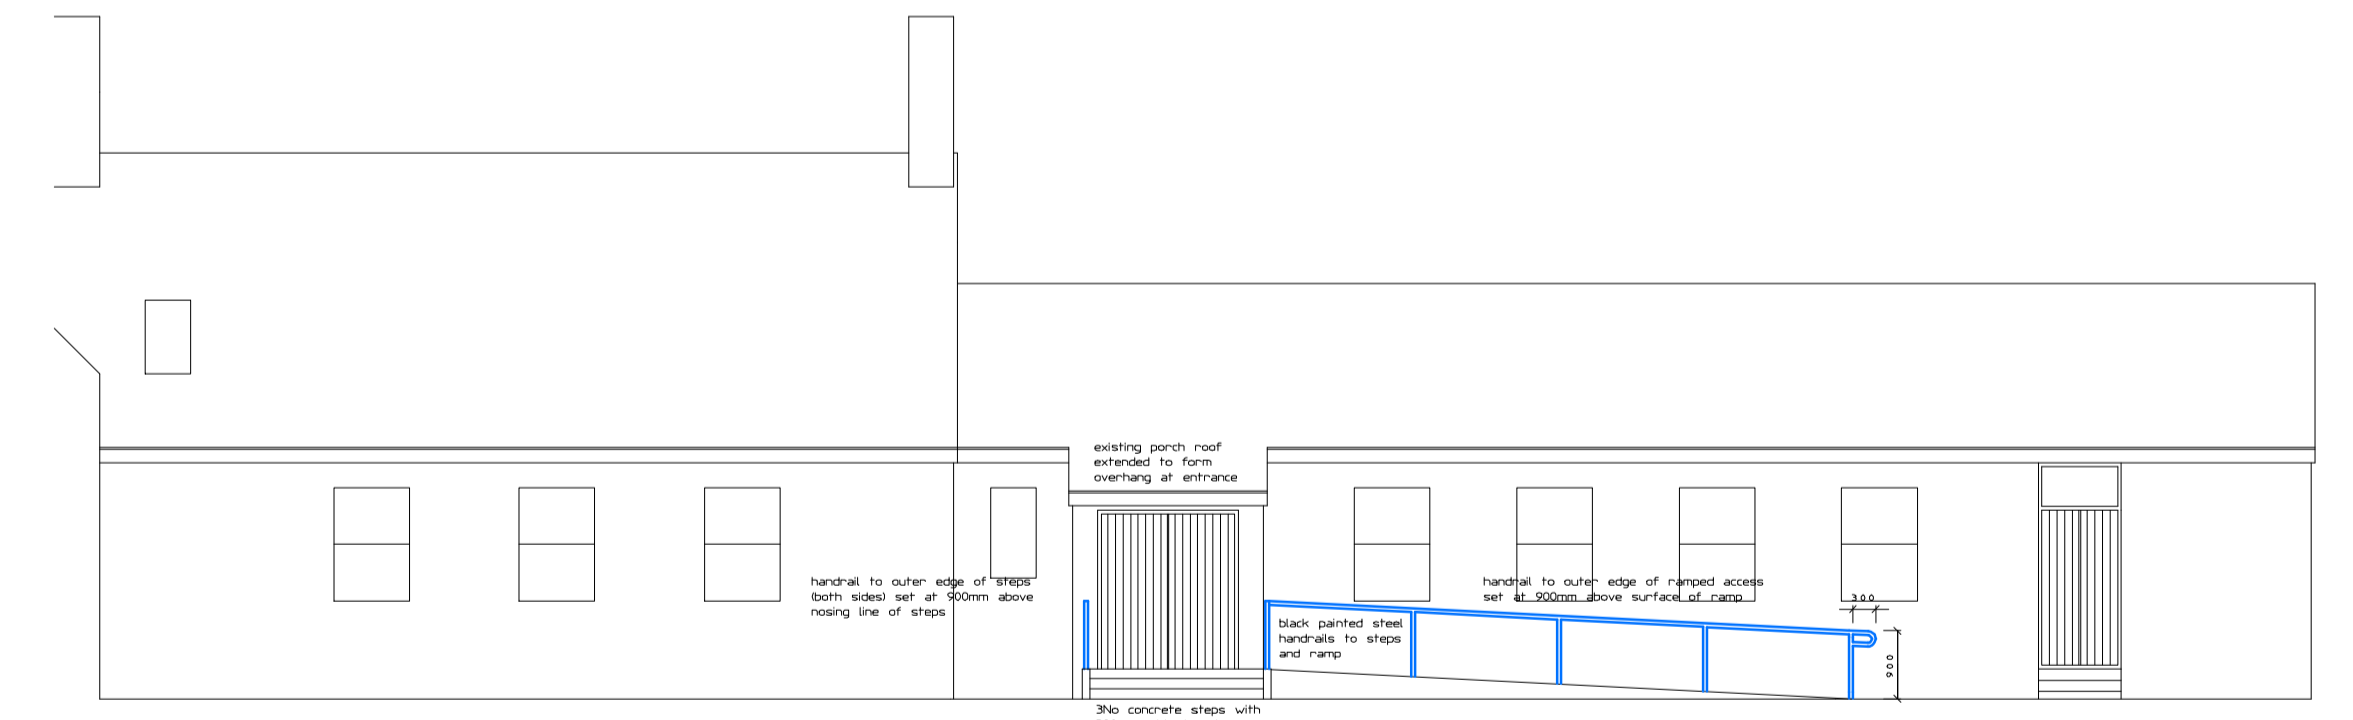 existing porch roof
extended to form
overhang at entrance
handrail to outer edge of steps
(both sides) set at 900mm above
nosing line of steps
handrail to outer edge of ramped access
set at 900mm above surface of ramp
300
black painted steel
handrails to steps
and ramp
900
3No concrete steps with